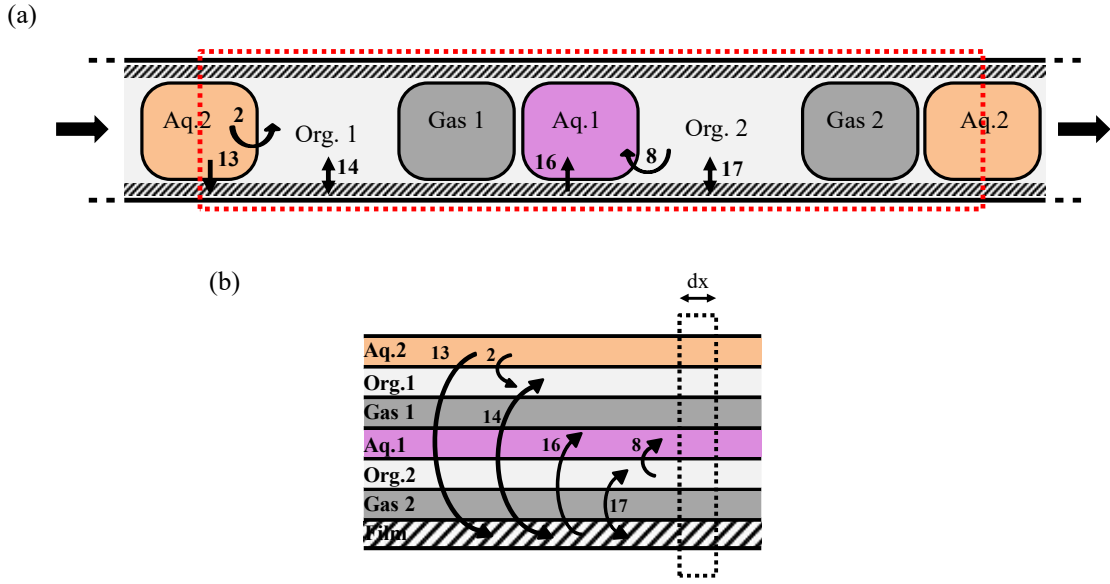 (a)
Aq.2
2
Org. 1
Gas 1
Aq.1
8
Org. 2
Gas 2
Aq.2
13
14
16
17
(b)
dx
Aq.2 13 2
Org.1
Gas 1 14
Aq.1 16 8
Org.2
Gas 2 17
Film